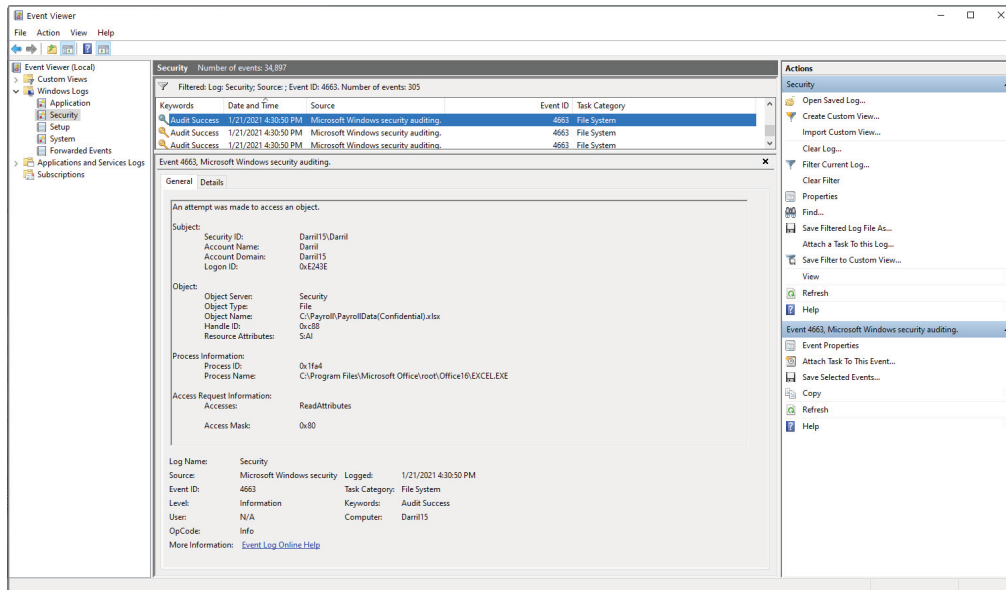 Event Viewer
File Action View Help
Event Viewer (Local)
Custom Views
Windows Logs
Application
Security
Setup
System
Forwarded Events
Applications and Services Logs
Subscriptions
Security Number of events: 34,897
Filtered: Log: Security; Source: ; Event ID: 4663. Number of events: 305
Keywords Date and Time Source Event ID Task Category
Audit Success 1/21/2021 4:30:50 PM Microsoft Windows security auditing. 4663 File System
Audit Success 1/21/2021 4:30:50 PM Microsoft Windows security auditing. 4663 File System
Audit Success 1/21/2021 4:30:50 PM Microsoft Windows security auditing. 4663 File System
Event 4663, Microsoft Windows security auditing.
General Details
An attempt was made to access an object.
Subject:
Security ID: Darril15\Darril
Account Name: Darril
Account Domain: Darril15
Logon ID: 0xE243E
Object:
Object Server: Security
Object Type: File
Object Name: C:\Payroll\PayrollData(Confidential).xlsx
Handle ID: 0xc88
Resource Attributes: S:AI
Process Information:
Process ID: 0x1fa4
Process Name: C:\Program Files\Microsoft Office\root\Office16\EXCEL.EXE
Access Request Information:
Accesses: ReadAttributes
Access Mask: 0x80
Log Name: Security
Source: Microsoft Windows security Logged: 1/21/2021 4:30:50 PM
Event ID: 4663 Task Category: File System
Level: Information Keywords: Audit Success
User: N/A Computer: Darril15
OpCode: Info
More Information: Event Log Online Help
Actions
Security
Open Saved Log...
Create Custom View...
Import Custom View...
Clear Log...
Filter Current Log...
Clear Filter
Properties
Find...
Save Filtered Log File As...
Attach a Task To this Log...
Save Filter to Custom View...
View
Refresh
Help
Event 4663, Microsoft Windows security auditing.
Event Properties
Attach Task To This Event...
Save Selected Events...
Copy
Refresh
Help